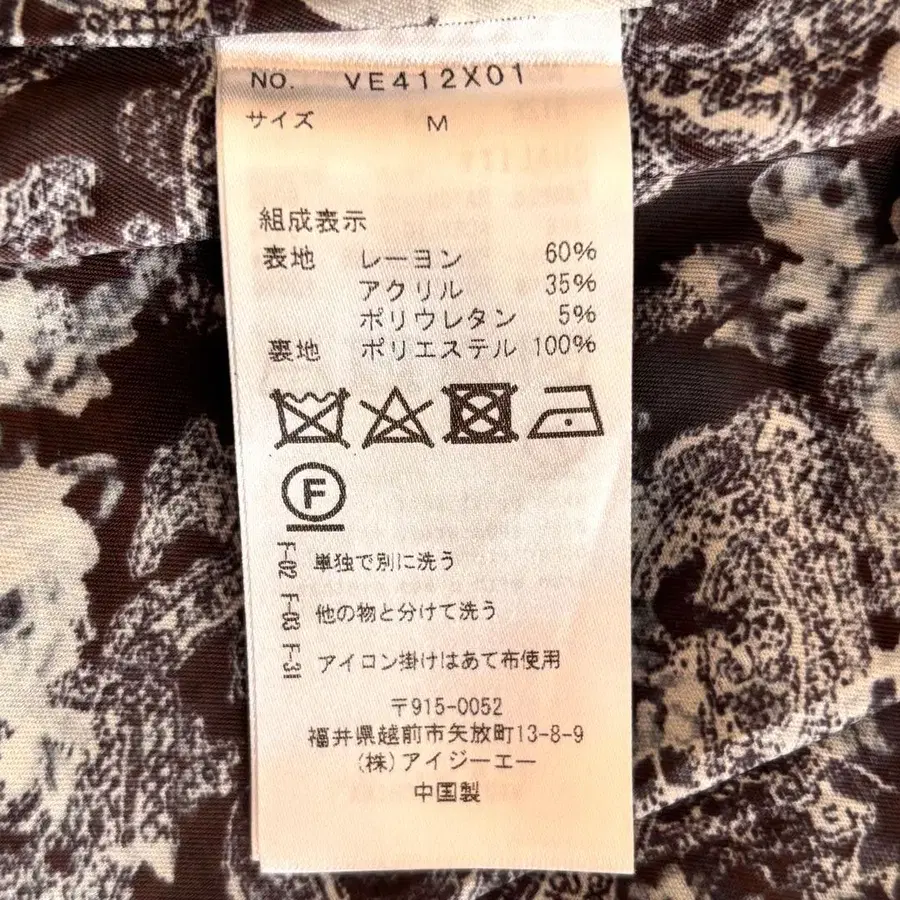 NO. VE412X01
サイズ M
組成表示
表地 レーヨン 60%
アクリル 35%
ポリウレタン 5%
裏地 ポリエステル 100%
F
F-02 単独で別に洗う
F-03 他の物と分けて洗う
F-31 アイロン掛けはあて布使用
〒915-0052
福井県越前市矢放町13-8-9
(株)アイジーエー
中国製